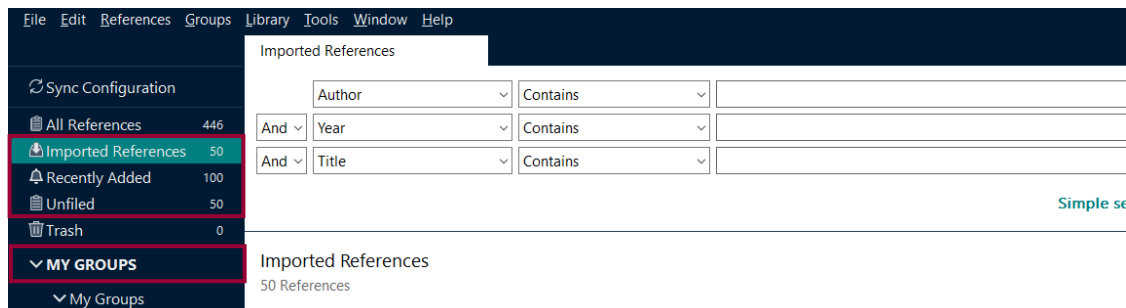 File Edit References Groups Library Tools Window Help
Imported References
Sync Configuration
All References 446
Imported References 50
Recently Added 100
Unfiled 50
Trash 0
MY GROUPS
My Groups
Author Contains
And Year Contains
And Title Contains
Simple se
Imported References
50 References